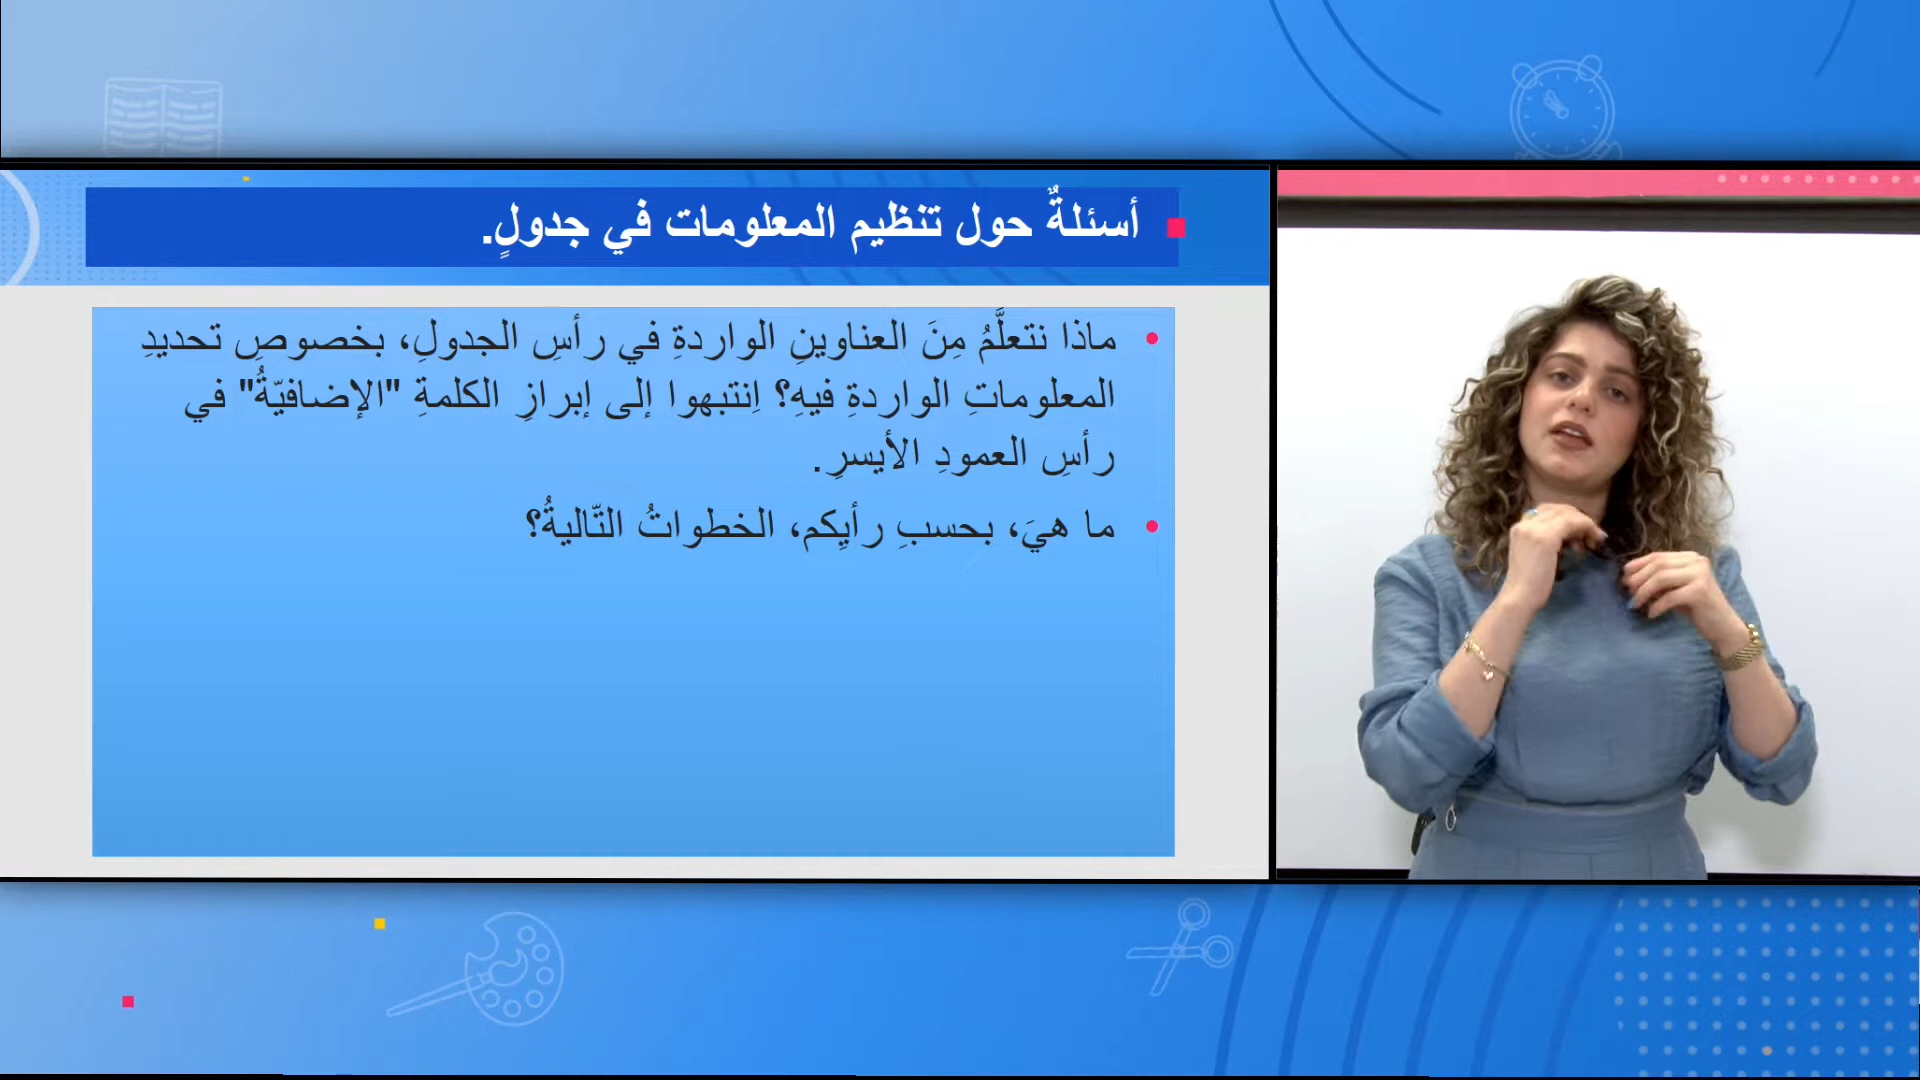 أسئلةٌ حول تنظيم المعلومات في جدولٍ.
ماذا نتعلَّمُ مِنَ العناوينِ الواردةِ في رأسِ الجدولِ، بخصوصِ تحديدِ
المعلوماتِ الواردةِ فيهِ؟ اِنتبهوا إلى إبرازِ الكلمةِ "الإضافيّةُ" في
رأسِ العمودِ الأيسرِ.
ما هيَ، بحسبِ رأيِكم، الخطواتُ التّاليةُ؟